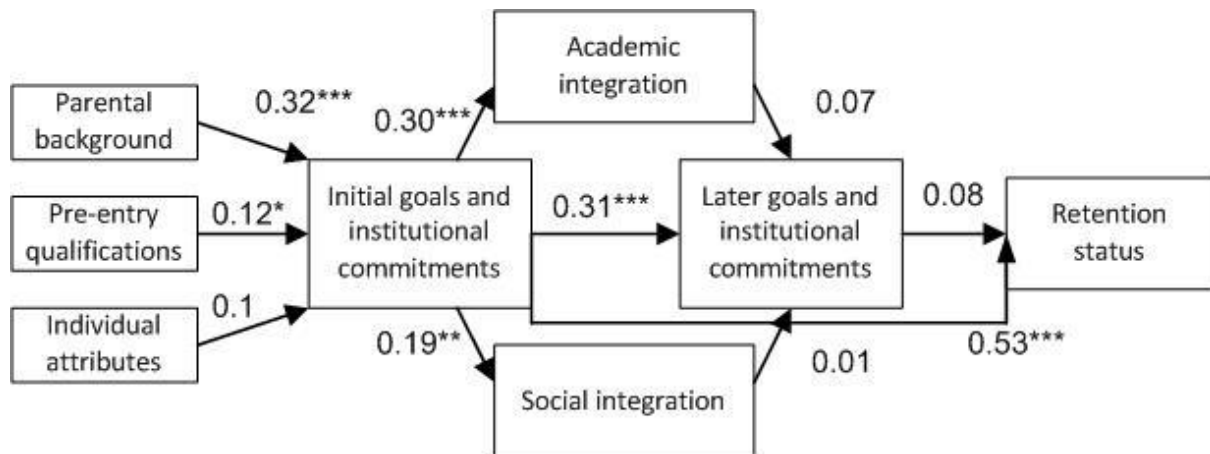 Academic
integration
0.32***
0.30***
0.07
Parental
background
Pre-entry
qualifications
0.12*
Initial goals and
institutional
commitments
0.31***
Later goals and
institutional
commitments
0.08
Retention
status
Individual
attributes
0.1
0.19**
0.01
0.53***
Social integration